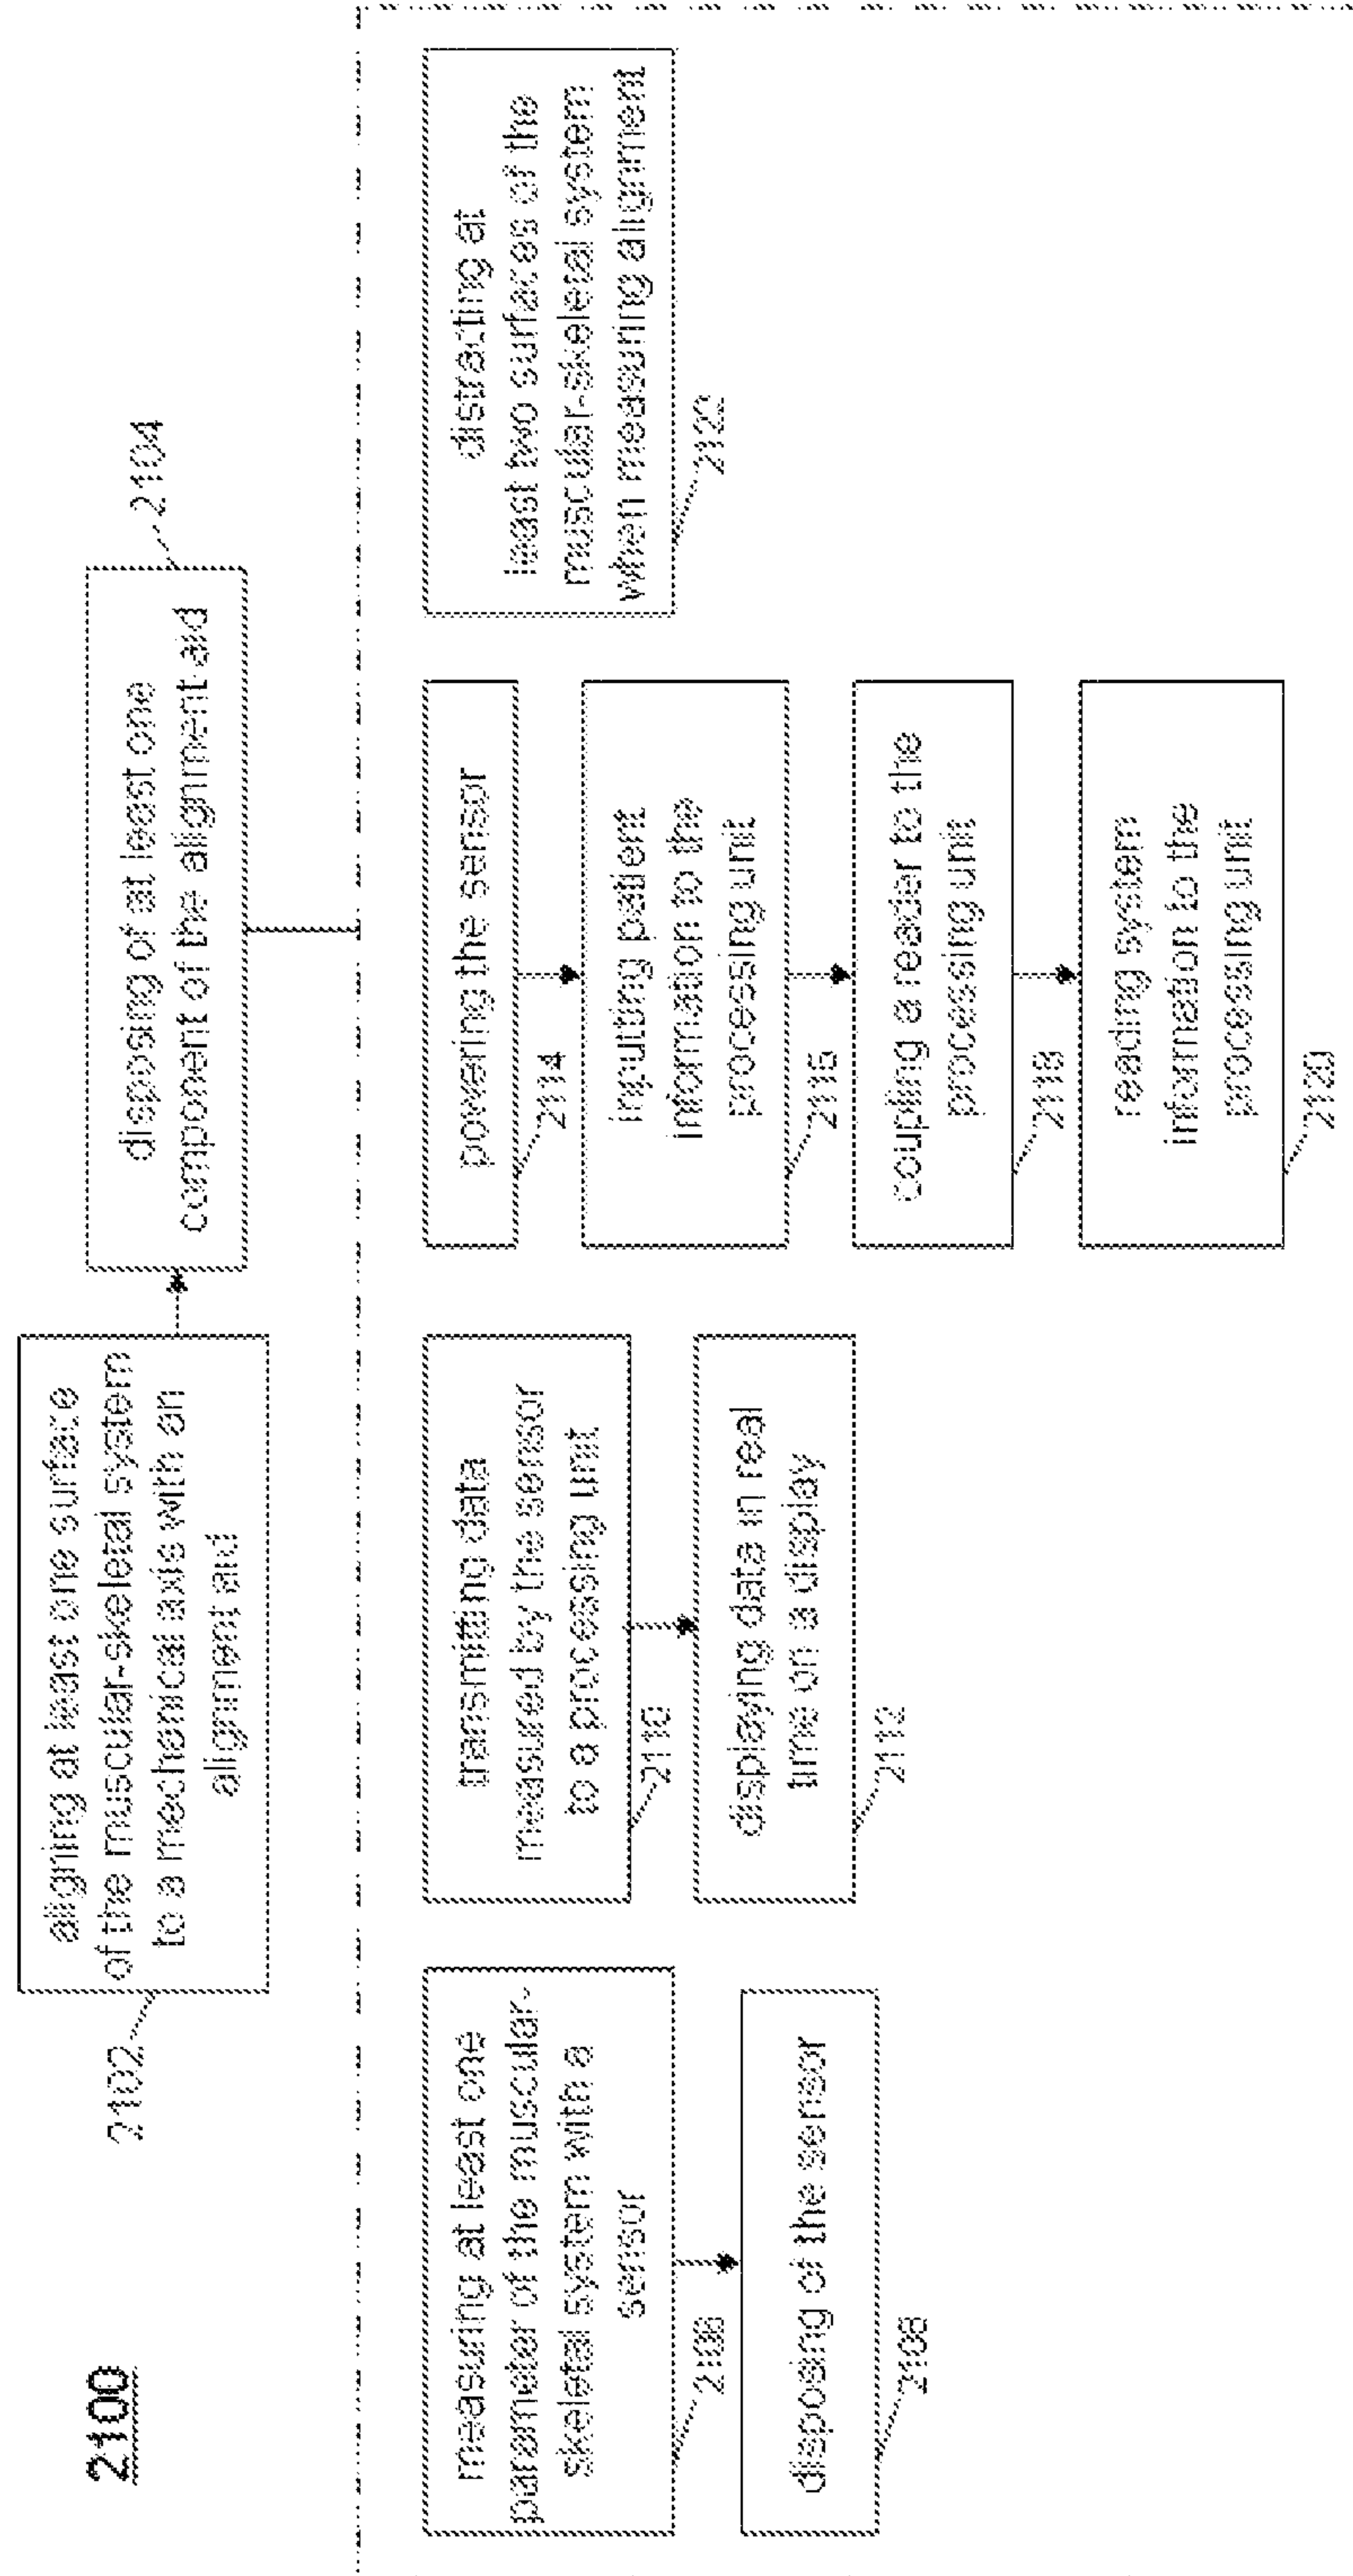 2100
aligning at least one surface
of the muscular-skeletal system
to a mechanical axis with an
alignment aid
2102
disposing of at least one
component of the alignment aid
2104
measuring at least one
parameter of the muscular-
skeletal system with a
sensor
2106
disposing of the sensor
2108
transmitting data
measured by the sensor
to a processing unit
2110
displaying data in real
time on a display
2112
powering the sensor
2114
inputting patient
information to the
processing unit
2116
coupling a reader to the
processing unit
2118
reading system
information to the
processing unit
2120
distracting at
least two surfaces of the
muscular-skeletal system
when measuring alignment
2122